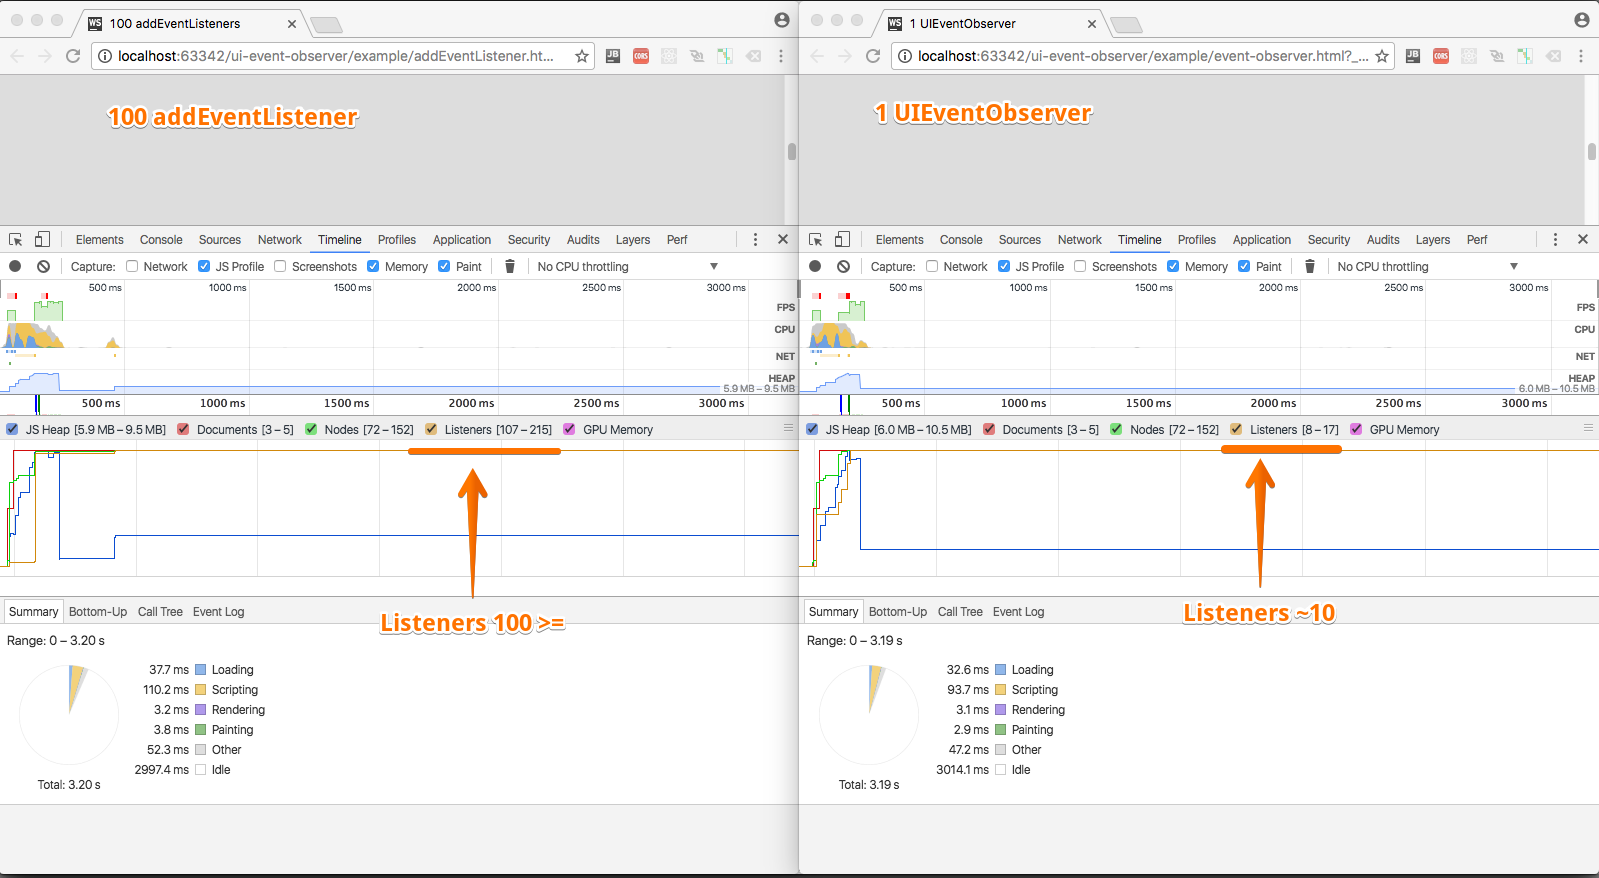 100 addEventListeners
localhost:63342/ui-event-observer/example/addEventListener.ht...
100 addEventListener
Elements Console Sources Network Timeline Profiles Application Security Audits Layers Perf
Capture: Network JS Profile Screenshots Memory Paint No CPU throttling
500 ms 1000 ms 1500 ms 2000 ms 2500 ms 3000 ms
FPS
CPU
NET
HEAP
5.9 MB – 9.5 MB
500 ms 1000 ms 1500 ms 2000 ms 2500 ms 3000 ms
JS Heap [5.9 MB – 9.5 MB] Documents [3 – 5] Nodes [72 – 152] Listeners [107 – 215] GPU Memory
Listeners 100 >=
Summary Bottom-Up Call Tree Event Log
Range: 0 – 3.20 s
37.7 ms Loading
110.2 ms Scripting
3.2 ms Rendering
3.8 ms Painting
52.3 ms Other
2997.4 ms Idle
Total: 3.20 s
1 UIEventObserver
localhost:63342/ui-event-observer/example/event-observer.html?_...
JB CORS
1 UIEventObserver
Elements Console Sources Network Timeline Profiles Application Security Audits Layers Perf
Capture: Network JS Profile Screenshots Memory Paint No CPU throttling
500 ms 1000 ms 1500 ms 2000 ms 2500 ms 3000 ms
FPS
CPU
NET
HEAP
6.0 MB – 10.5 MB
500 ms 1000 ms 1500 ms 2000 ms 2500 ms 3000 ms
JS Heap [6.0 MB – 10.5 MB] Documents [3 – 5] Nodes [72 – 152] Listeners [8 – 17] GPU Memory
Listeners ~10
Summary Bottom-Up Call Tree Event Log
Range: 0 – 3.19 s
32.6 ms Loading
93.7 ms Scripting
3.1 ms Rendering
2.9 ms Painting
47.2 ms Other
3014.1 ms Idle
Total: 3.19 s